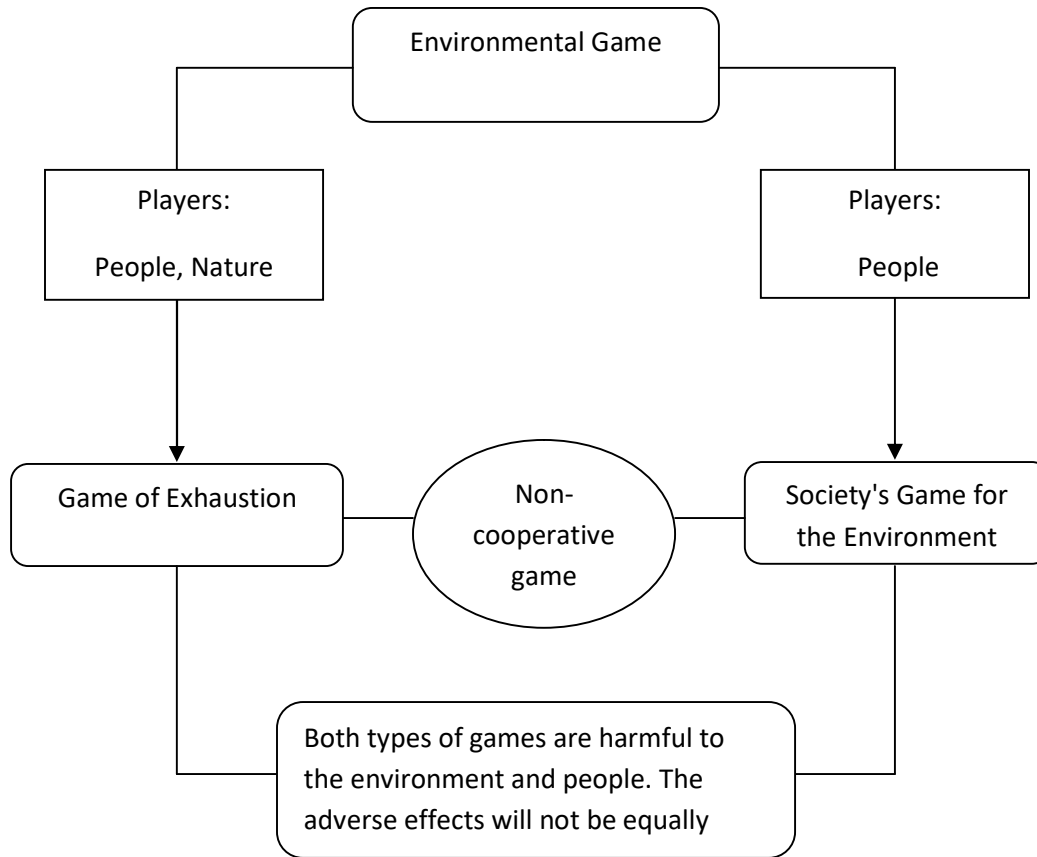 Environmental Game
Players:
People, Nature
Players:
People
Game of Exhaustion
Non-
cooperative
game
Society's Game for
the Environment
Both types of games are harmful to
the environment and people. The
adverse effects will not be equally